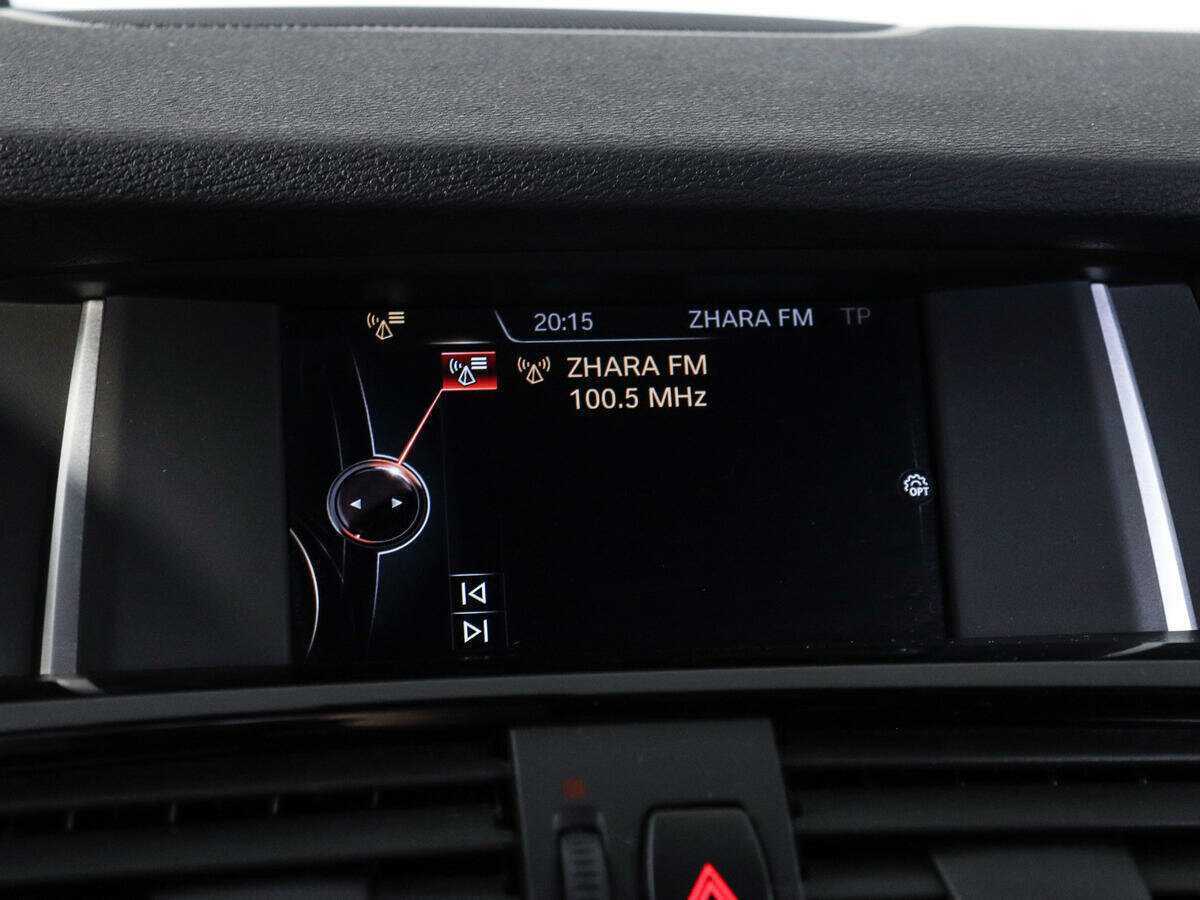 20:15 ZHARA FM TP
ZHARA FM
100.5 MHz
OPT